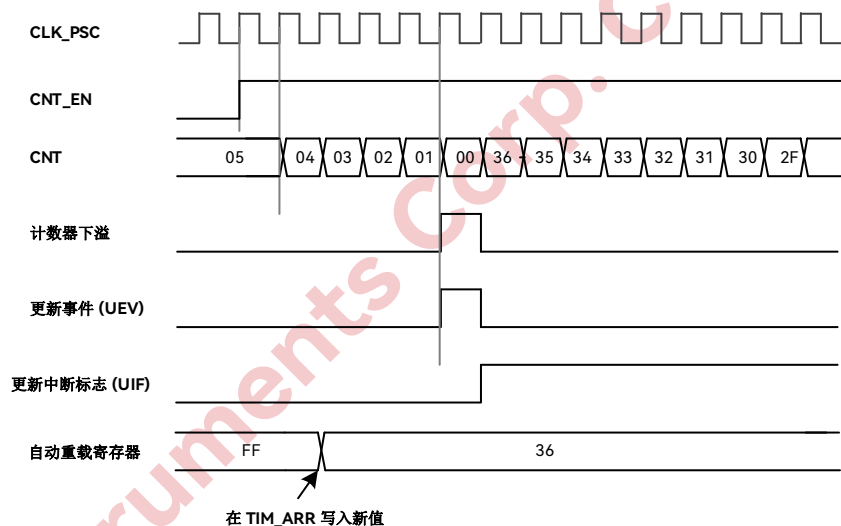 CLK_PSC
CNT_EN
CNT 05 04 03 02 01 00 36 35 34 33 32 31 30 2F
计数器下溢
更新事件 (UEV)
更新中断标志 (UIF)
自动重载寄存器 FF 36
在 TIM_ARR 写入新值
ruments Corp. C